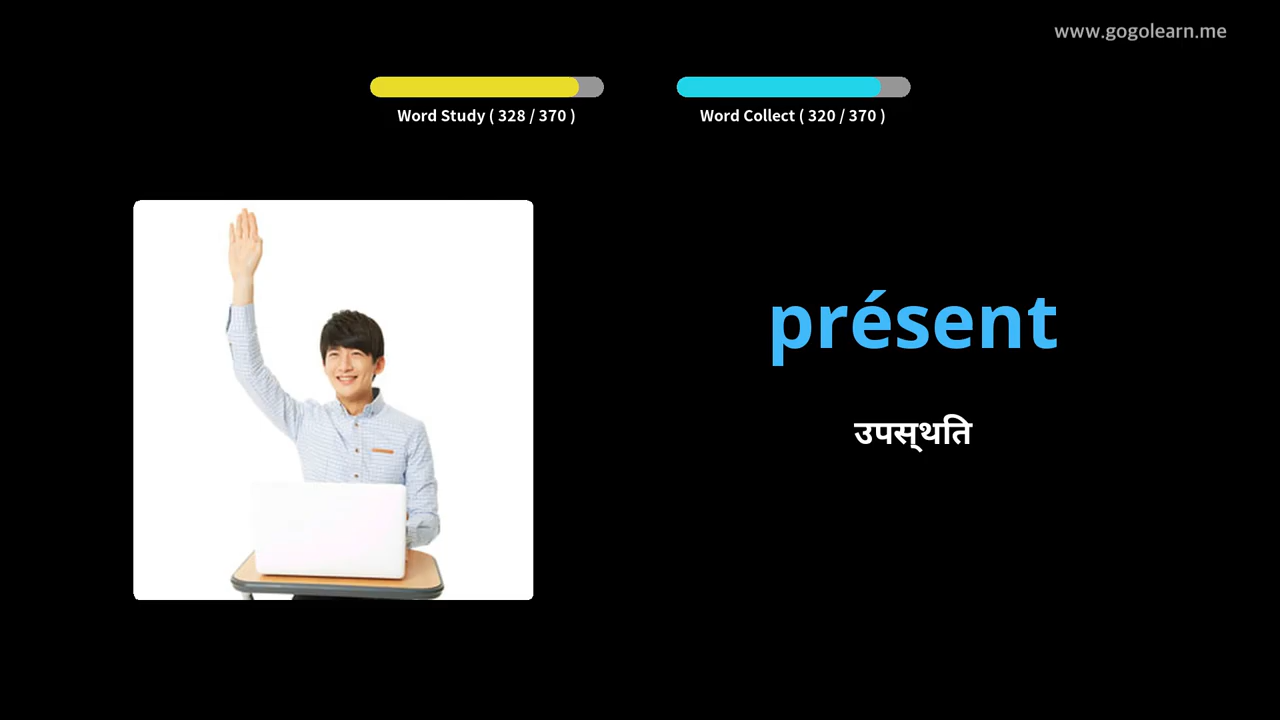 www.gogolearn.me
Word Study ( 328 / 370 )
Word Collect ( 320 / 370 )
présent
उपस्थति